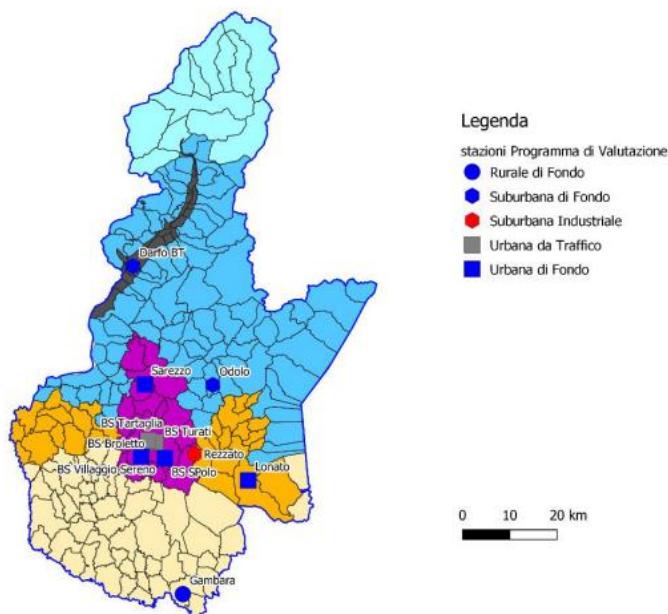 Legenda
stazioni Programma di Valutazione
Rurale di Fondo
Suburbana di Fondo
Suburbana Industriale
Urbana da Traffico
Urbana di Fondo
Darfo BT
Sarezzo
Odolo
BS Tartaglia
BS Turati
BS Broletto
Rezzato
BS Villaggio Sereno
BS SPolo
Lonato
Gambara
0 10 20 km